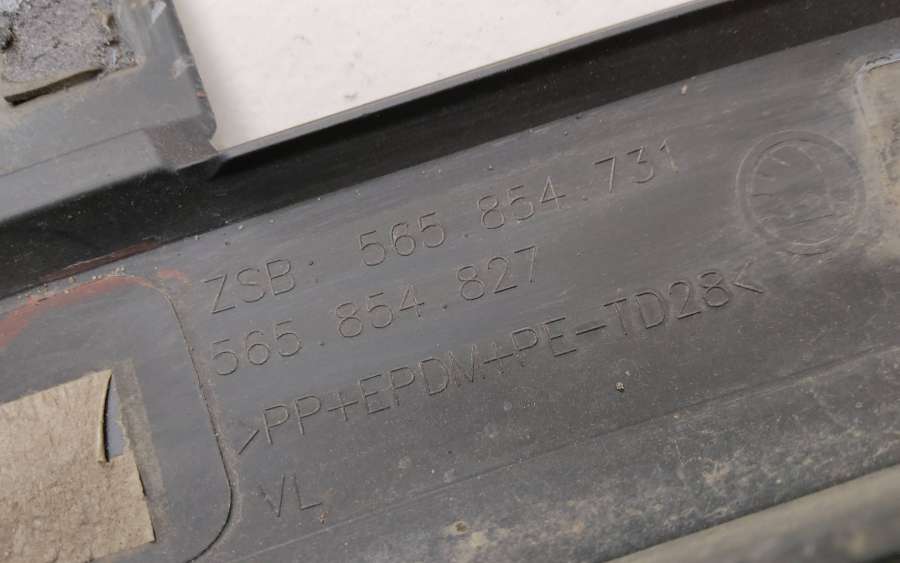 ZSB. 565.854.731
565.854.827
>PP+EPDM+PE-TD28<
VL